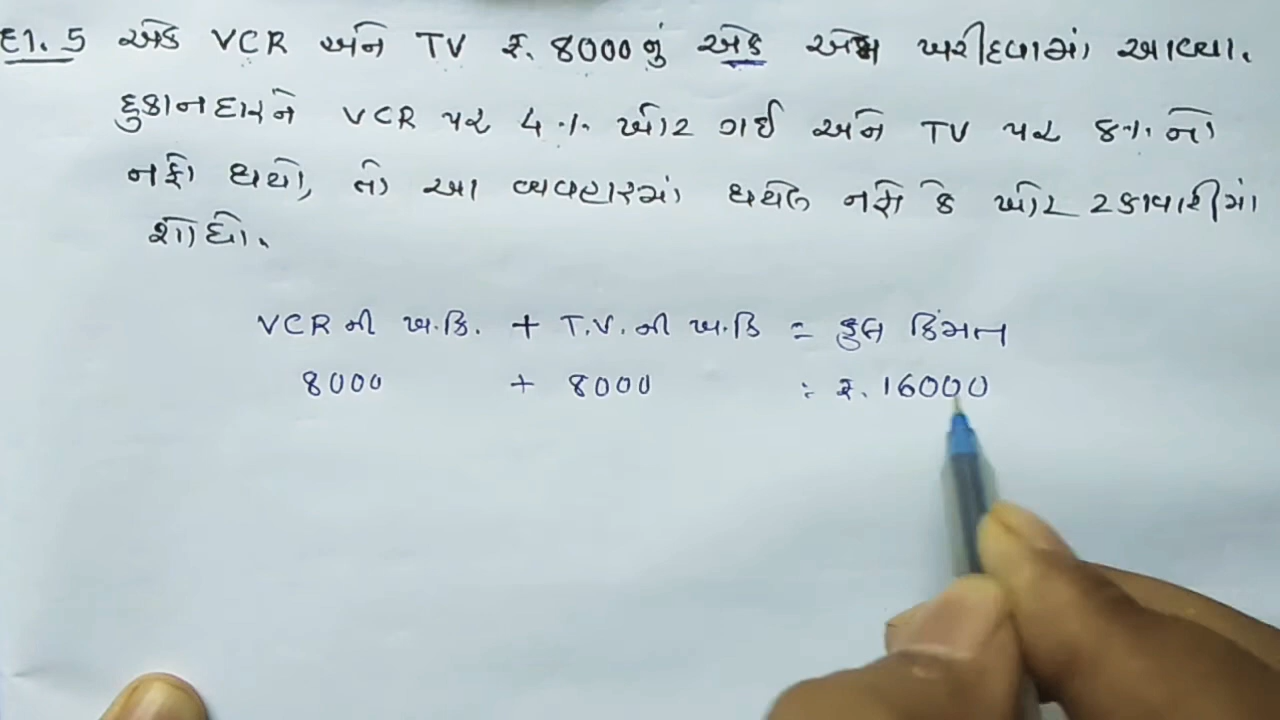 દા. 5 એક VCR અને TV રૂ. 8000 નું એક એમ ખરીદવામાં આવ્યા.
દુકાનદારને VCR પર 4 % ખોટ ગઈ અને TV પર 8% નો
નફો થયો, તો આ વ્યવહારમાં થયેલ નફો કે ખોટ ટકાવારીમાં
શોધો.
VCR ની ખ.કિં. + T.V. ની ખ.કિં = કુલ કિંમત
8000 + 8000 = રૂ. 16000